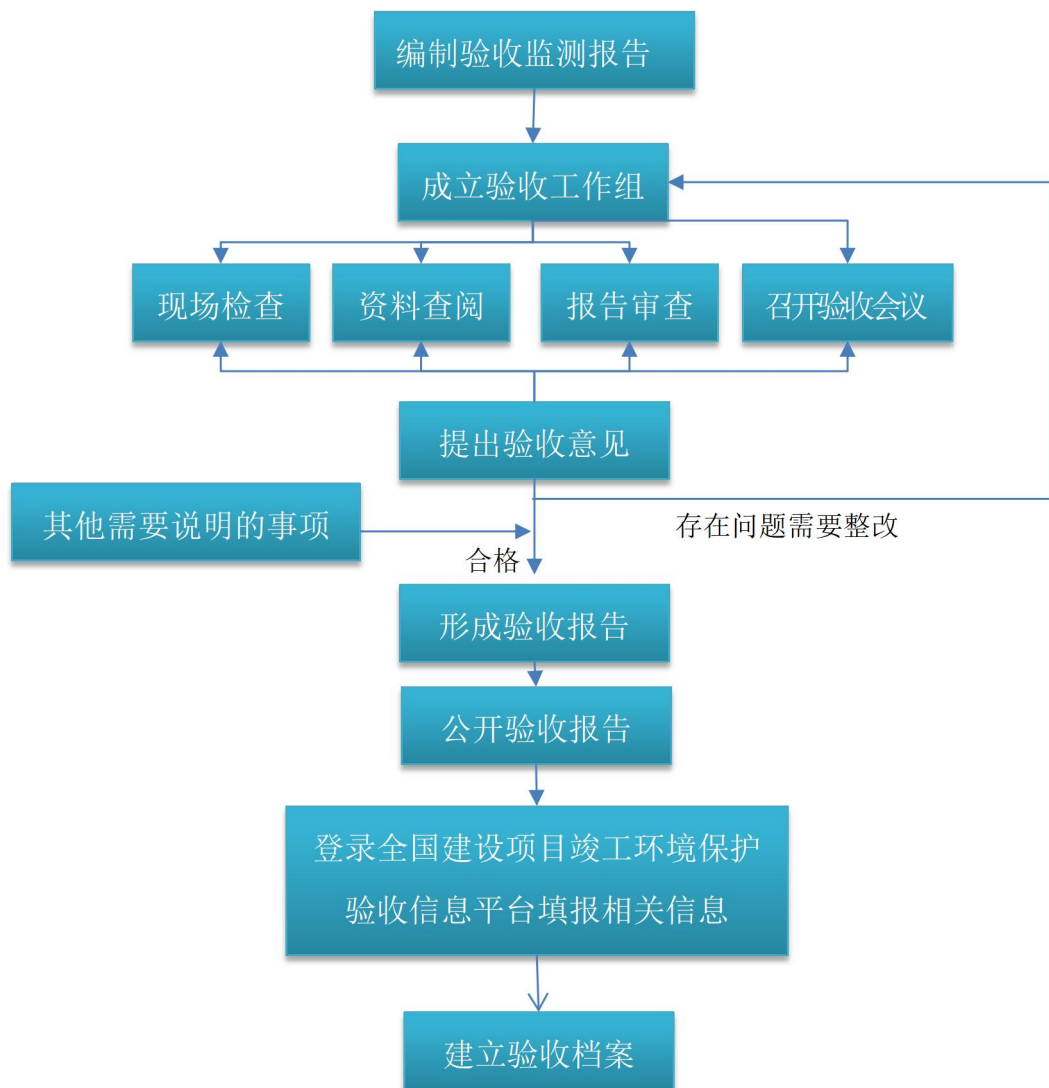 编制验收监测报告
成立验收工作组
现场检查
资料查阅
报告审查
召开验收会议
提出验收意见
其他需要说明的事项
存在问题需要整改
合格
形成验收报告
公开验收报告
登录全国建设项目竣工环境保护
验收信息平台填报相关信息
建立验收档案